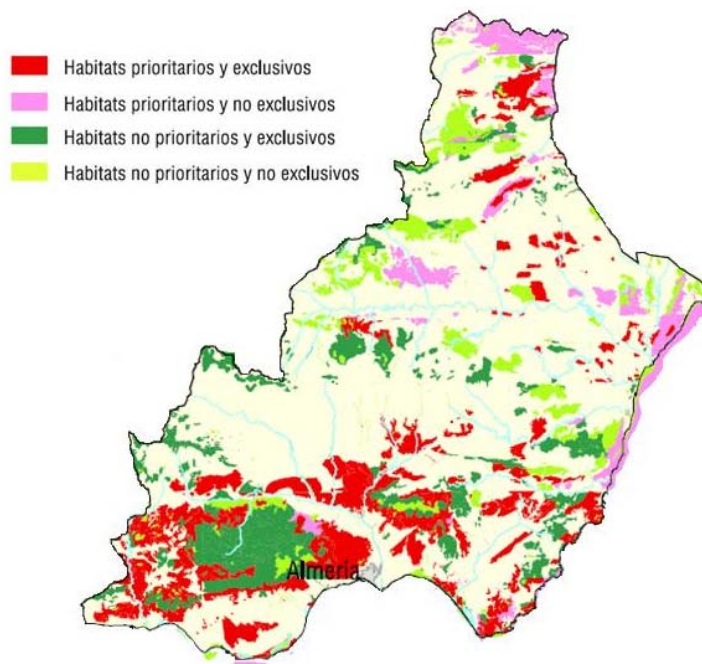 Habitats prioritarios y exclusivos
Habitats prioritarios y no exclusivos
Habitats no prioritarios y exclusivos
Habitats no prioritarios y no exclusivos
Almería